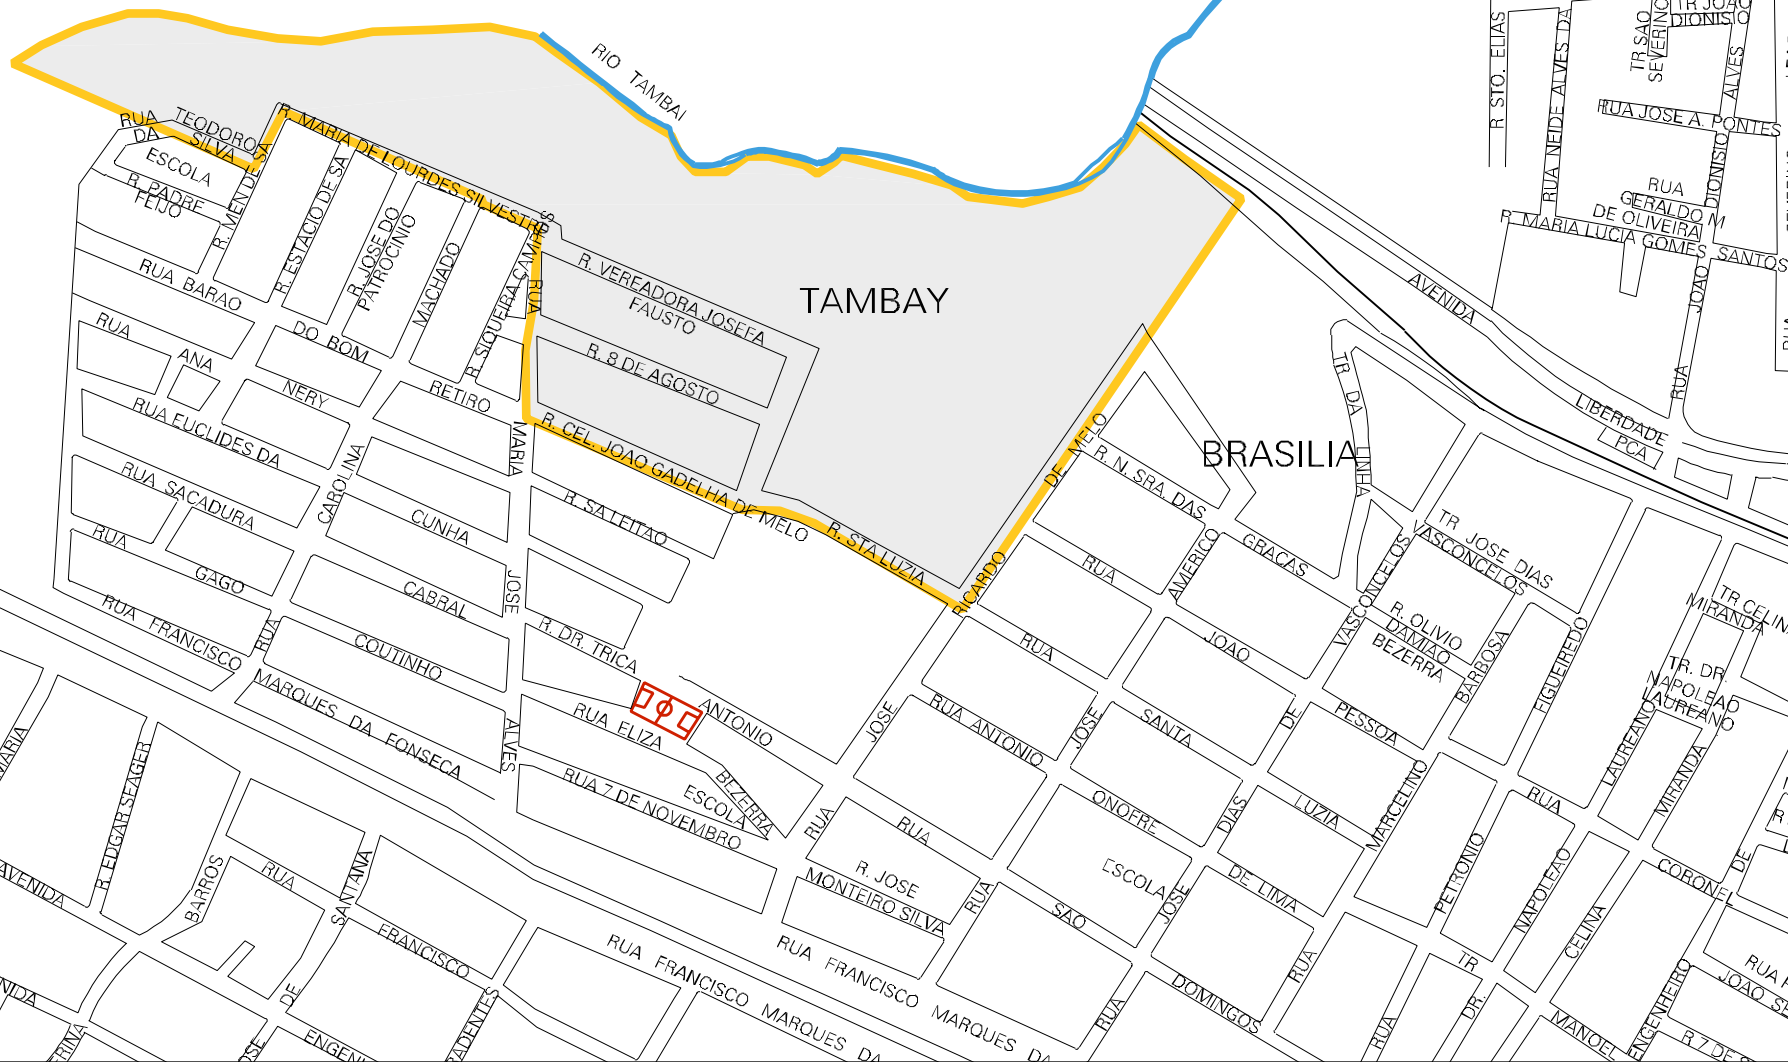 RIO TAMBAI
TAMBAY
BRASILIA
R STO. ELIAS
RUA NEIDE ALVES DA
TR SAO
SEVERINO
TR JOAO
DIONISIO
RUA JOSE A. PONTES
ALVES
DIONISIO
JOAO
RUA
RUA
GERALDO M
DE OLIVEIRA
R. MARIA LUCIA GOMES SANTOS
AVENIDA
LIBERDADE
PCA
RUA TEODORO
DA SILVA
ESCOLA
R. PADRE
FEIJO
R. MENDE SA
R. ESTACIO DE SA
R. JOSE DO
PATROCINIO
MACHADO
R. SIQUEIRA CAMPOS
R. MARIA DE LOURDES SILVESTRE
RUA
R. VEREADORA JOSEFA
FAUSTO
R. 8 DE AGOSTO
R. CEL. JOAO GADELHA DE MELO
R. STA LUZIA
RUA BARAO
DO BOM
RETIRO
RUA
ANA
NERY
RUA EUCLIDES DA
CUNHA
RUA SACADURA
CABRAL
RUA
GAGO
COUTINHO
CAROLINA
RUA
MARIA
JOSE
ALVES
R. SA LEITAO
R. DR. TRICA
RUA ELIZA
ANTONIO
BEZERRA
ESCOLA
RUA 7 DE NOVEMBRO
RUA FRANCISCO
MARQUES DA FONSECA
RICARDO
DE MELO
JOSE
RUA
TR DA LINHA
R N. SRA. DAS
GRACAS
RUA
JOAO
PESSOA
RUA
SANTA
LUZIA
RUA ANTONIO
ONOFRE
DE LIMA
RUA
ESCOLA
SAO
DOMINGOS
R. JOSE
MONTEIRO SILVA
AMERICO
JOSE
RUA
VASCONCELOS
DE
DIAS
JOSE
RUA
TR
JOSE DIAS
VASCONCELOS
R. OLIVIO
DAMIAO
BEZERRA
BARBOSA
MARCELINO
RUA
FIGUEIREDO
PETRONIO
RUA
LAUREANO
NAPOLEAO
DR.
MIRANDA
CELINA
TR CELINA
MIRANDA
TR. DR.
NAPOLEAO
LAUREANO
RUA
CORONEL
DE
ENGENHEIRO
TR
MANOEL
R. 7 DE S
JOAO SE
RUA F
MARIA
R. EDGAR SEAGER
AVENIDA
BARROS
RUA
SANTANA
DE
FRANCISCO
ENGENH
RUA FRANCISCO MARQUES DA
RUA FRANCISCO MARQUES DA